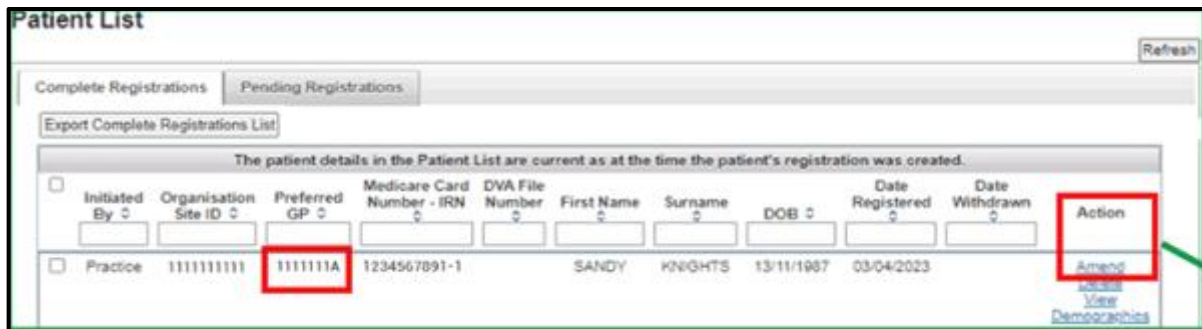 Patient List
Refresh
Complete Registrations Pending Registrations
Export Complete Registrations List
The patient details in the Patient List are current as at the time the patient's registration was created.
Initiated By Organisation Site ID Preferred GP Medicare Card Number - IRN DVA File Number First Name Surname DOB Date Registered Date Withdrawn Action
Practice 1111111111 1111111A 1234567891-1 SANDY KNIGHTS 13/11/1987 03/04/2023 Amend
Delete
View
Demographics